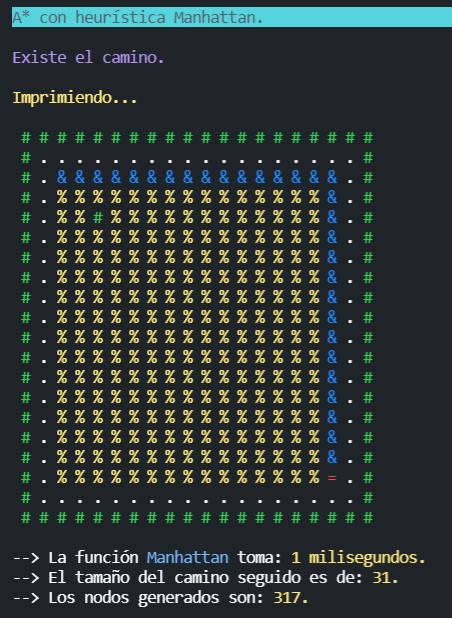 A* con heurística Manhattan.
Existe el camino.
Imprimiendo...
# # # # # # # # # # # # # # # # # # # #
# . . . . . . . . . . . . . . . . . . #
# . & & & & & & & & & & & & & & & & . #
# . % % % % % % % % % % % % % % % & . #
# . % % # % % % % % % % % % % % % & . #
# . % % % % % % % % % % % % % % % & . #
# . % % % % % % % % % % % % % % % & . #
# . % % % % % % % % % % % % % % % & . #
# . % % % % % % % % % % % % % % % & . #
# . % % % % % % % % % % % % % % % & . #
# . % % % % % % % % % % % % % % % & . #
# . % % % % % % % % % % % % % % % & . #
# . % % % % % % % % % % % % % % % & . #
# . % % % % % % % % % % % % % % % & . #
# . % % % % % % % % % % % % % % % & . #
# . % % % % % % % % % % % % % % % & . #
# . % % % % % % % % % % % % % % % & . #
# . % % % % % % % % % % % % % % % = . #
# . . . . . . . . . . . . . . . . . . #
# # # # # # # # # # # # # # # # # # # #
--> La función Manhattan toma: 1 milisegundos.
--> El tamaño del camino seguido es de: 31.
--> Los nodos generados son: 317.